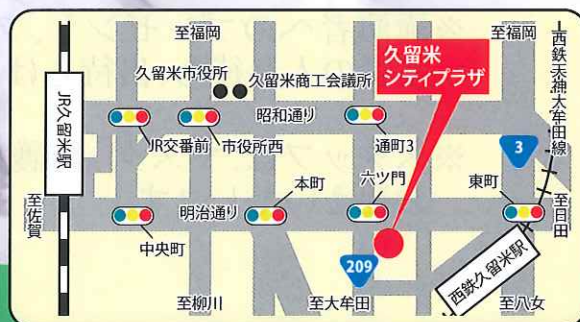 至福岡
至福岡
西鉄天神大牟田線
久留米
シティプラザ
久留米市役所
久留米商工会議所
JR久留米駅
昭和通り
JR交番前
市役所西
通町3
3
六ツ門
本町
東町
至佐賀
明治通り
至日田
中央町
209
西鉄久留米駅
至柳川
至大牟田
至八女